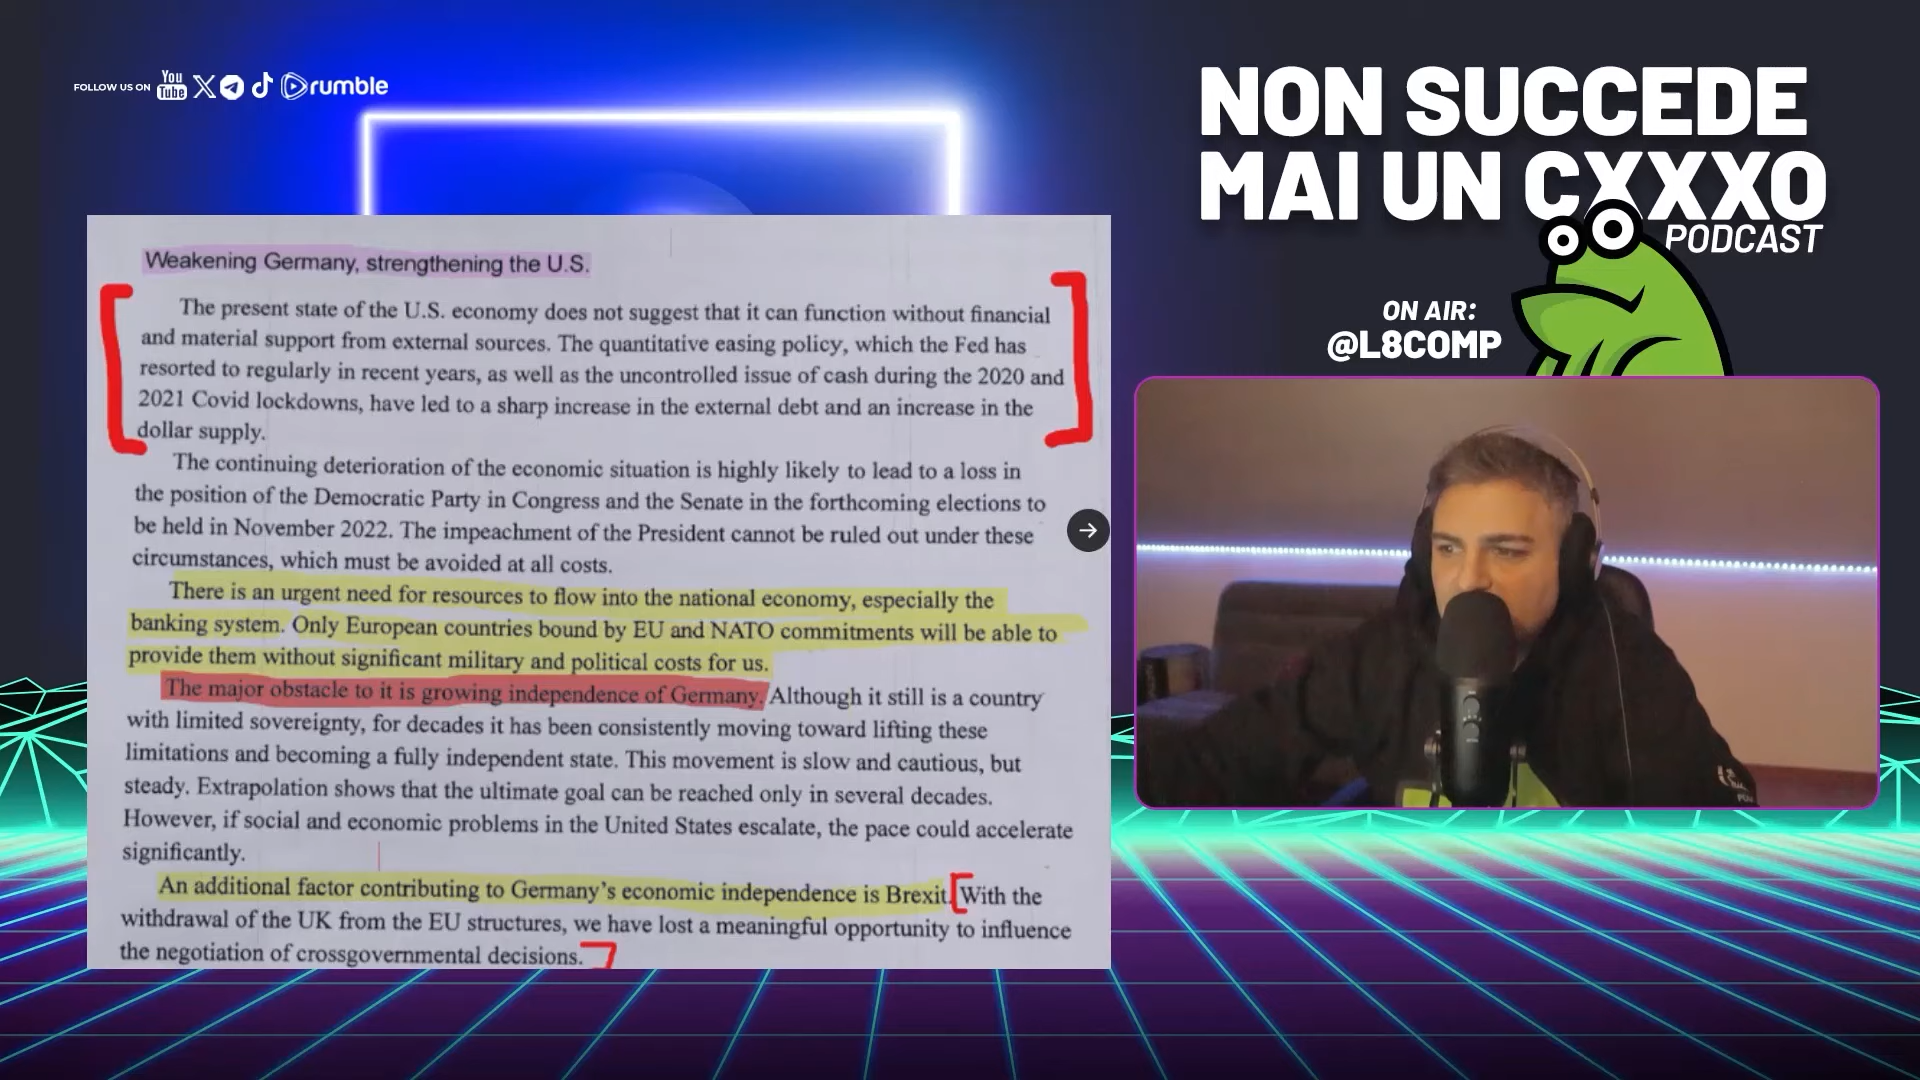 FOLLOW US ON You Tube rumble
NON SUCCEDE
MAI UN CXXXO
PODCAST
ON AIR:
@L8COMP
Weakening Germany, strengthening the U.S.
The present state of the U.S. economy does not suggest that it can function without financial
and material support from external sources. The quantitative easing policy, which the Fed has
resorted to regularly in recent years, as well as the uncontrolled issue of cash during the 2020 and
2021 Covid lockdowns, have led to a sharp increase in the external debt and an increase in the
dollar supply.
The continuing deterioration of the economic situation is highly likely to lead to a loss in
the position of the Democratic Party in Congress and the Senate in the forthcoming elections to
be held in November 2022. The impeachment of the President cannot be ruled out under these
circumstances, which must be avoided at all costs.
There is an urgent need for resources to flow into the national economy, especially the
banking system. Only European countries bound by EU and NATO commitments will be able to
provide them without significant military and political costs for us.
The major obstacle to it is growing independence of Germany. Although it still is a country
with limited sovereignty, for decades it has been consistently moving toward lifting these
limitations and becoming a fully independent state. This movement is slow and cautious, but
steady. Extrapolation shows that the ultimate goal can be reached only in several decades.
However, if social and economic problems in the United States escalate, the pace could accelerate
significantly.
An additional factor contributing to Germany's economic independence is Brexit. With the
withdrawal of the UK from the EU structures, we have lost a meaningful opportunity to influence
the negotiation of crossgovernmental decisions.